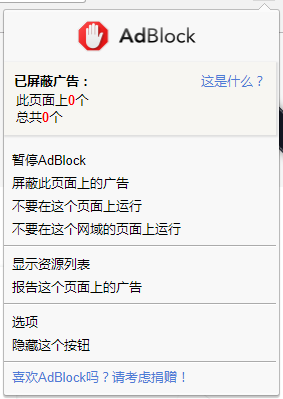 AdBlock
已屏蔽广告： 这是什么？
此页面上0个
总共0个
暂停AdBlock
屏蔽此页面上的广告
不要在这个页面上运行
不要在这个网域的页面上运行
显示资源列表
报告这个页面上的广告
选项
隐藏这个按钮
喜欢AdBlock吗？请考虑捐赠！